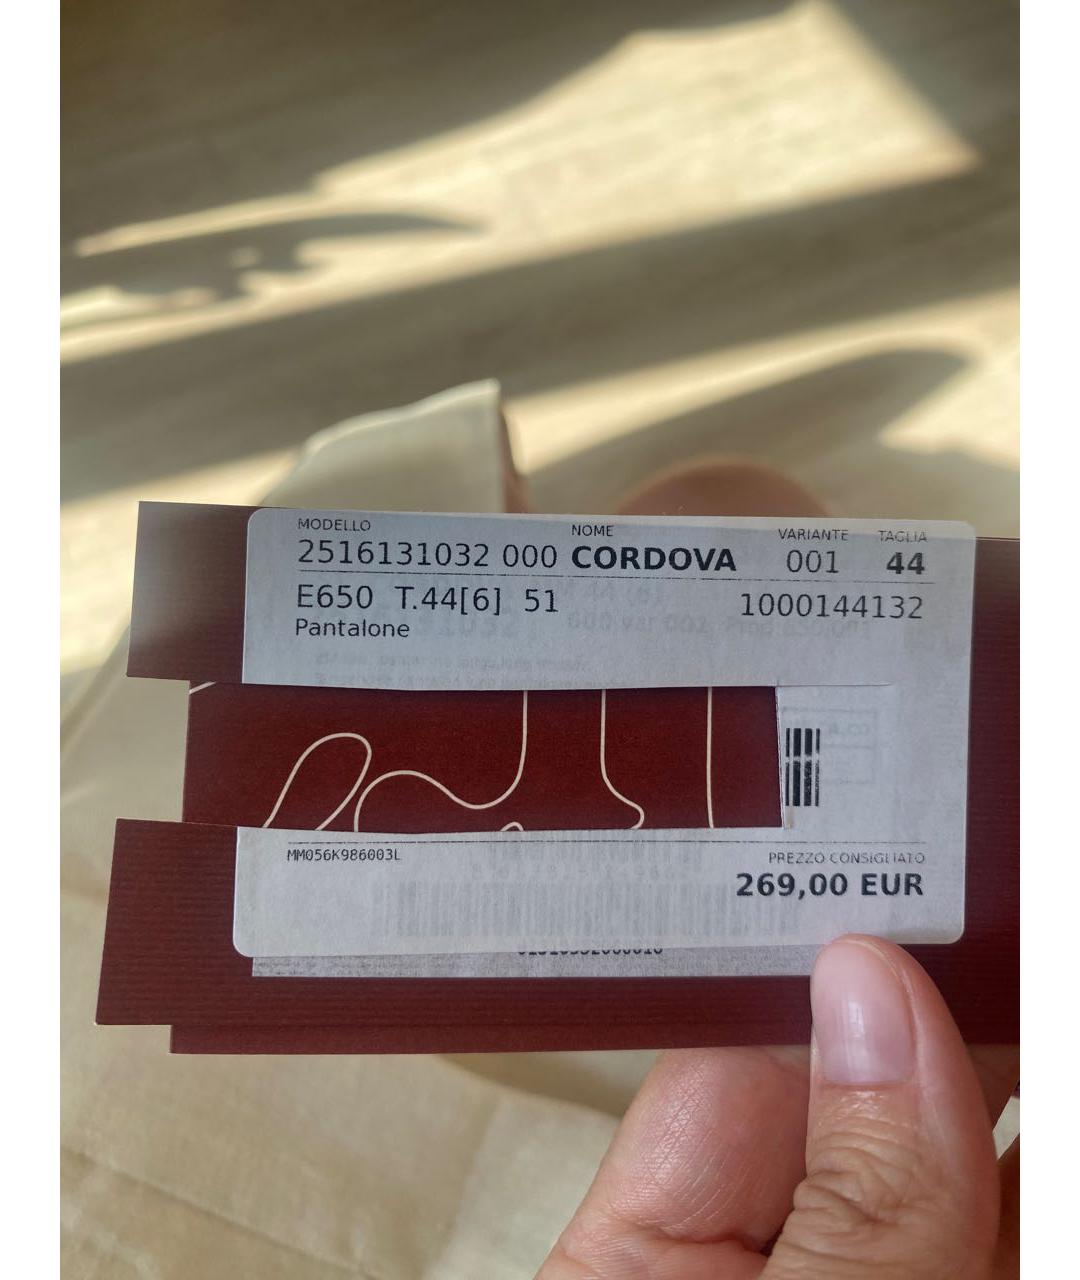 MODELLO NOME VARIANTE TAGLIA
2516131032 000 CORDOVA 001 44
E650 T.44[6] 51 1000144132
Pantalone
MM056K986003L PREZZO CONSIGLIATO
269,00 EUR